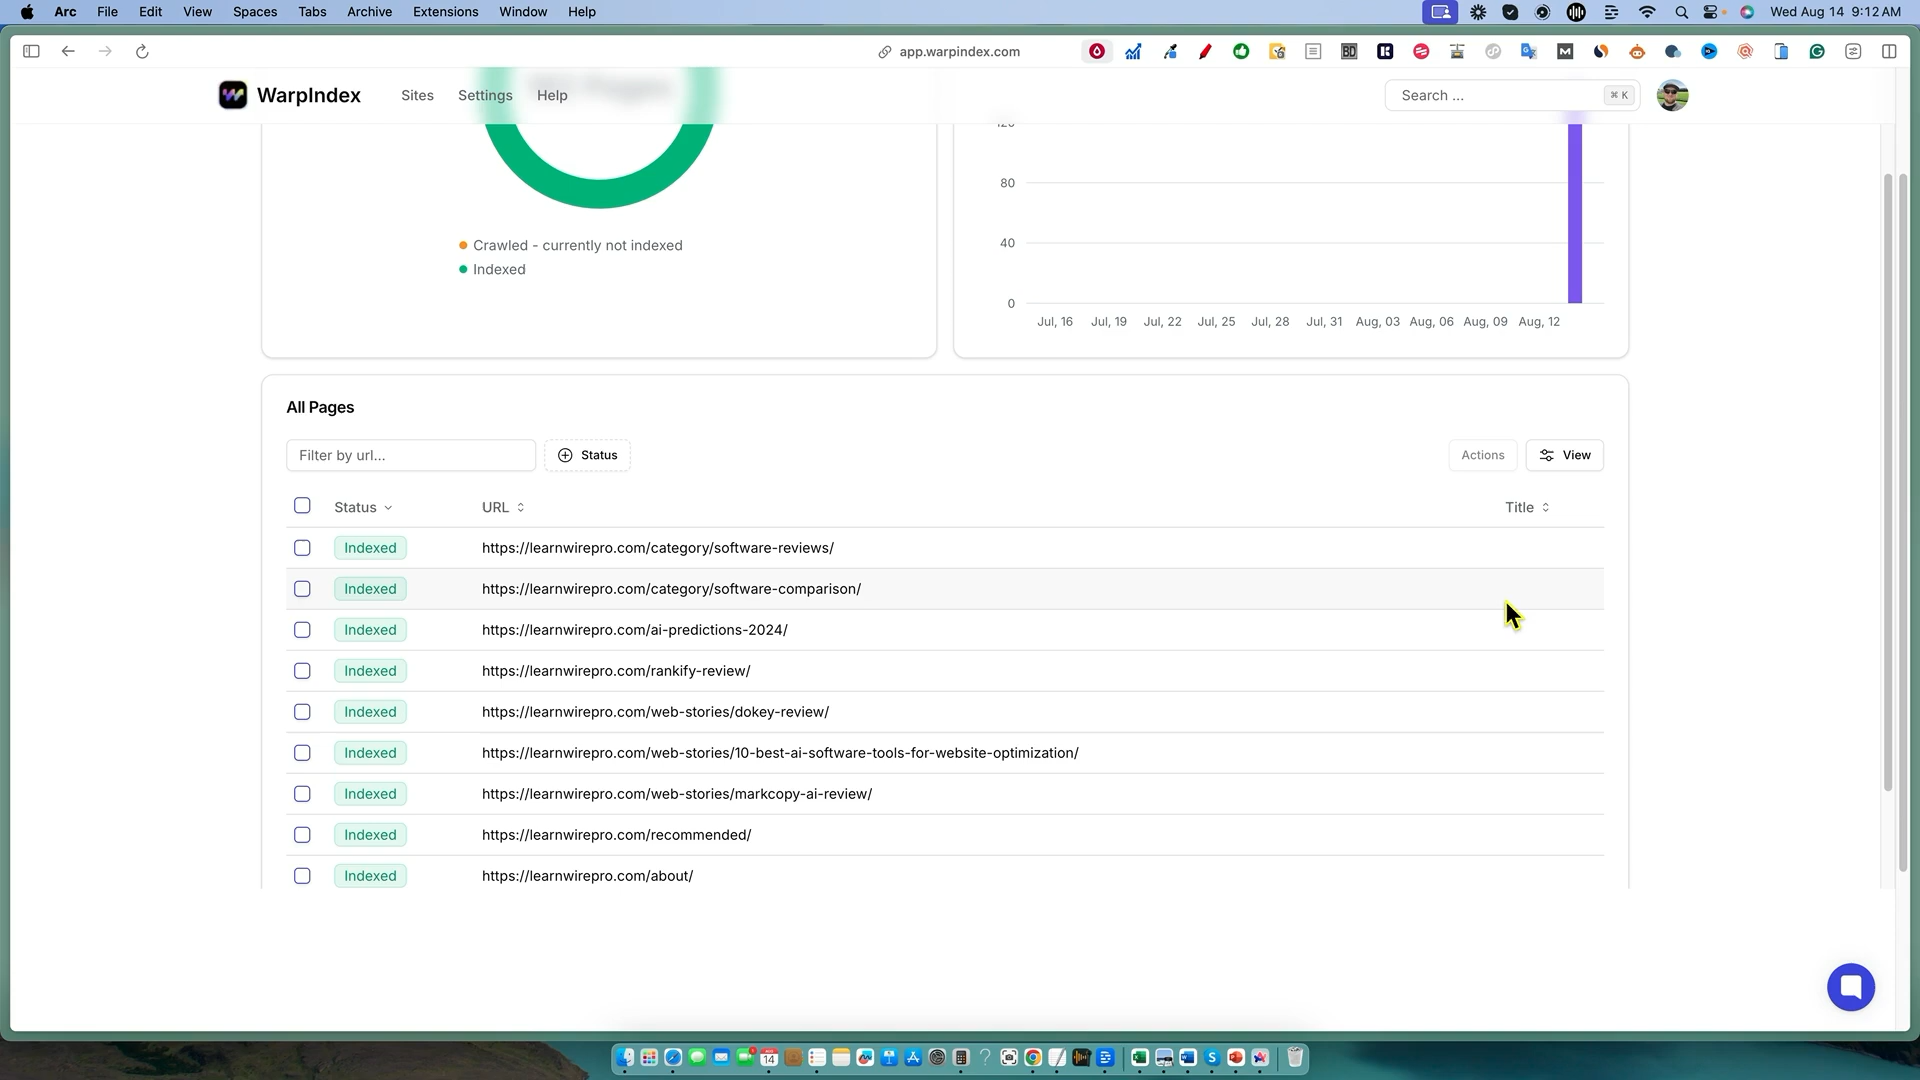 Arc File Edit View Spaces Tabs Archive Extensions Window Help Wed Aug 14 9:12 AM
app.warpindex.com
WarpIndex Sites Settings Help Search ... ⌘ K
Pages
120
80
40
0
Jul, 16 Jul, 19 Jul, 22 Jul, 25 Jul, 28 Jul, 31 Aug, 03 Aug, 06 Aug, 09 Aug, 12
Crawled - currently not indexed
Indexed
All Pages
Filter by url... Status Actions View
Status URL Title
Indexed https://learnwirepro.com/category/software-reviews/
Indexed https://learnwirepro.com/category/software-comparison/
Indexed https://learnwirepro.com/ai-predictions-2024/
Indexed https://learnwirepro.com/rankify-review/
Indexed https://learnwirepro.com/web-stories/dokey-review/
Indexed https://learnwirepro.com/web-stories/10-best-ai-software-tools-for-website-optimization/
Indexed https://learnwirepro.com/web-stories/markcopy-ai-review/
Indexed https://learnwirepro.com/recommended/
Indexed https://learnwirepro.com/about/